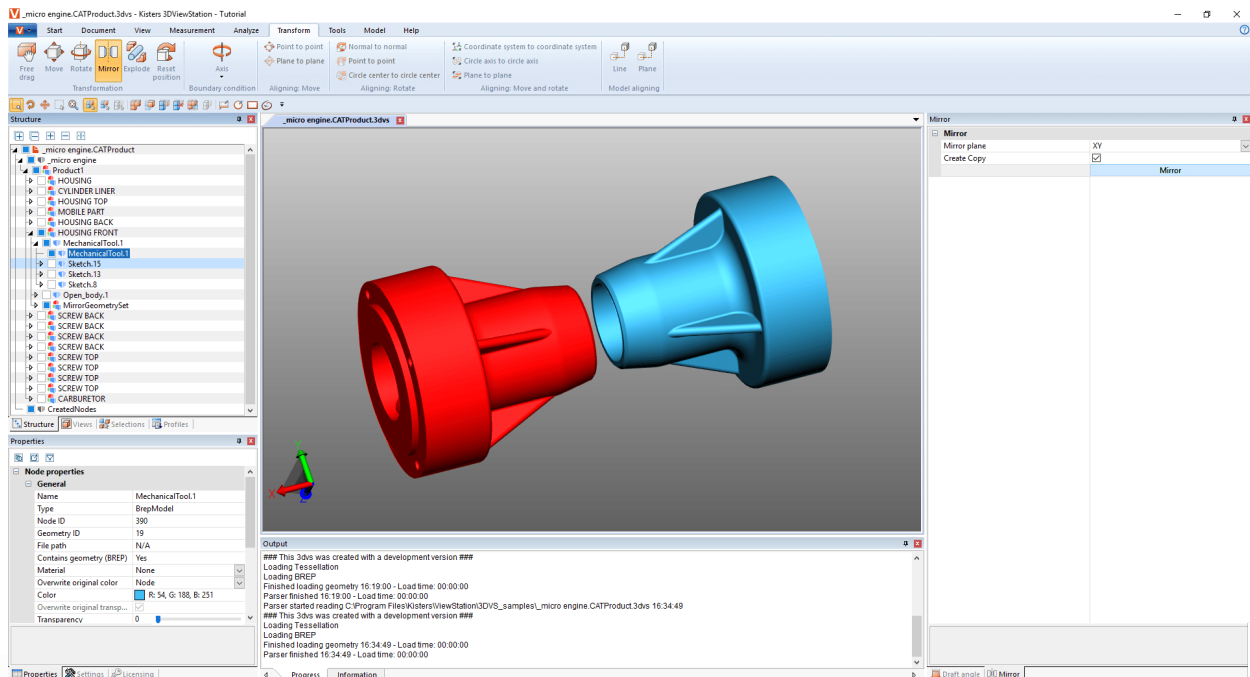 _micro engine.CATProduct.3dvs - Kisters 3DViewStation - Tutorial
Start Document View Measurement Analyze Transform Tools Model Help
Free drag Move Rotate Mirror Explode Reset position
Transformation
Axis
Boundary condition
Point to point
Plane to plane
Aligning: Move
Normal to normal
Point to point
Circle center to circle center
Aligning: Rotate
Coordinate system to coordinate system
Circle axis to circle axis
Plane to plane
Aligning: Move and rotate
Line Plane
Model aligning
Structure
_micro engine.CATProduct
_micro engine
Product1
HOUSING
CYLINDER LINER
HOUSING TOP
MOBILE PART
HOUSING BACK
HOUSING FRONT
MechanicalTool.1
MechanicalTool.1
Sketch.15
Sketch.13
Sketch.8
Open_body.1
MirrorGeometrySet
SCREW BACK
SCREW BACK
SCREW BACK
SCREW BACK
SCREW TOP
SCREW TOP
SCREW TOP
SCREW TOP
CARBURETOR
CreatedNodes
Structure Views Selections Profiles
Properties
Node properties
General
Name MechanicalTool.1
Type BrepModel
Node ID 390
Geometry ID 19
File path N/A
Contains geometry (BREP) Yes
Material None
Overwrite original color Node
Color R: 54, G: 188, B: 251
Overwrite original transp...
Transparency 0
Properties Settings Licensing
_micro engine.CATProduct.3dvs
X Y Z
Output
### This 3dvs was created with a development version ###
Loading Tessellation
Loading BREP
Finished loading geometry 16:19:00 - Load time: 00:00:00
Parser finished 16:19:00 - Load time: 00:00:00
Parser started reading C:\Program Files\Kisters\ViewStation\3DVS_samples\_micro engine.CATProduct.3dvs 16:34:49
### This 3dvs was created with a development version ###
Loading Tessellation
Loading BREP
Finished loading geometry 16:34:49 - Load time: 00:00:00
Parser finished 16:34:49 - Load time: 00:00:00
Progress Information
Mirror
Mirror
Mirror plane XY
Create Copy
Mirror
Draft angle Mirror